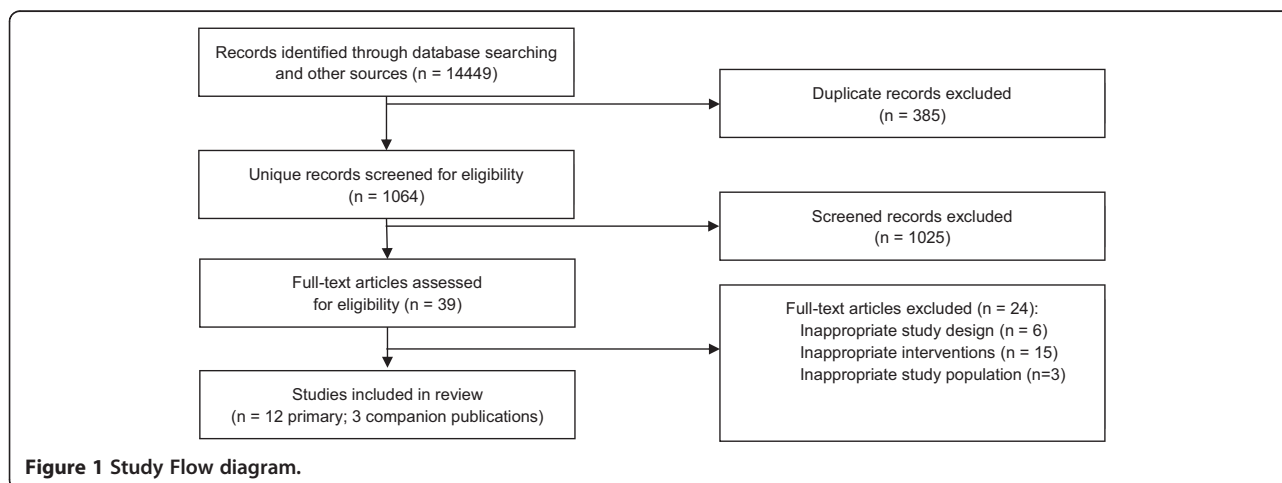 Records identified through database searching
and other sources (n = 14449)
Duplicate records excluded
(n = 385)
Unique records screened for eligibility
(n = 1064)
Screened records excluded
(n = 1025)
Full-text articles assessed
for eligibility (n = 39)
Full-text articles excluded (n = 24):
Inappropriate study design (n = 6)
Inappropriate interventions (n = 15)
Inappropriate study population (n=3)
Studies included in review
(n = 12 primary; 3 companion publications)
Figure 1 Study Flow diagram.